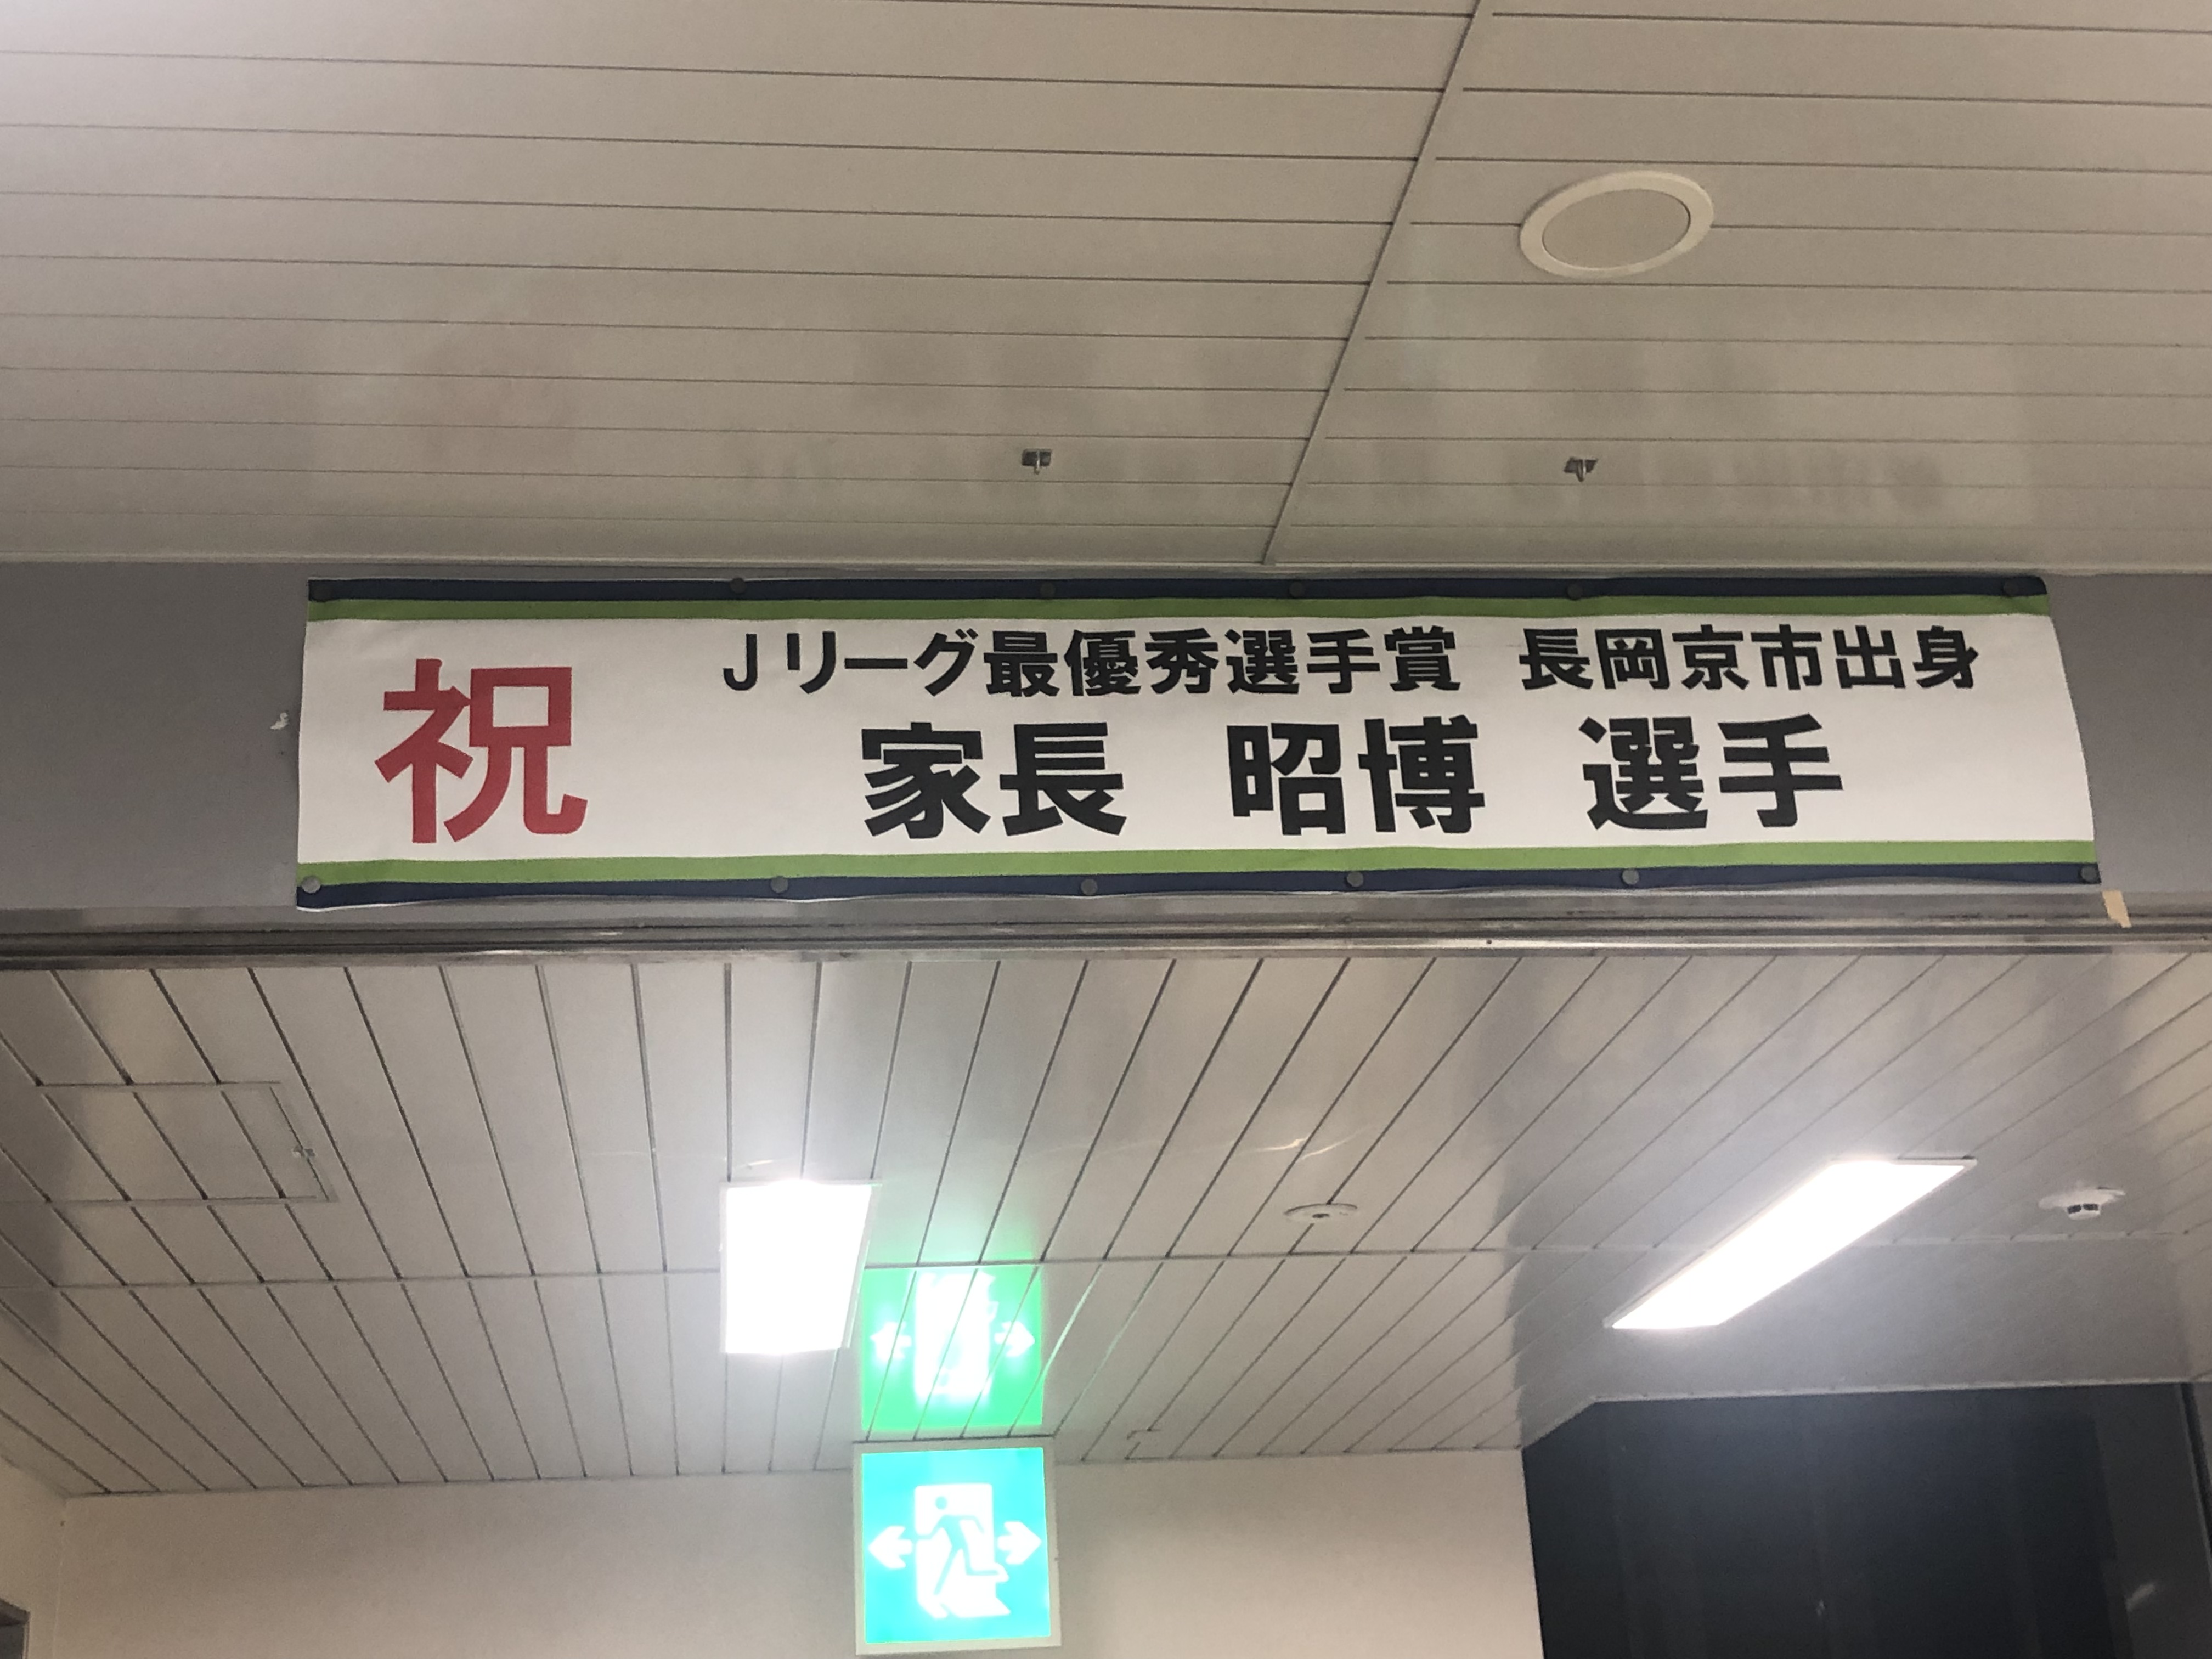 祝
Jリーグ最優秀選手賞 長岡京市出身
家長 昭博 選手